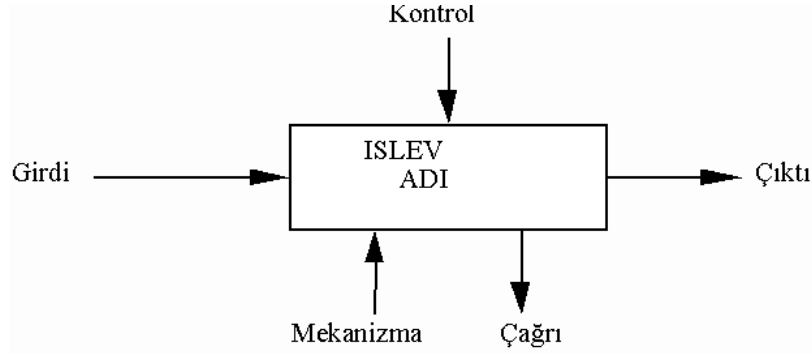 Kontrol
ISLEV
ADI
Girdi
Çıktı
Mekanizma
Çağrı